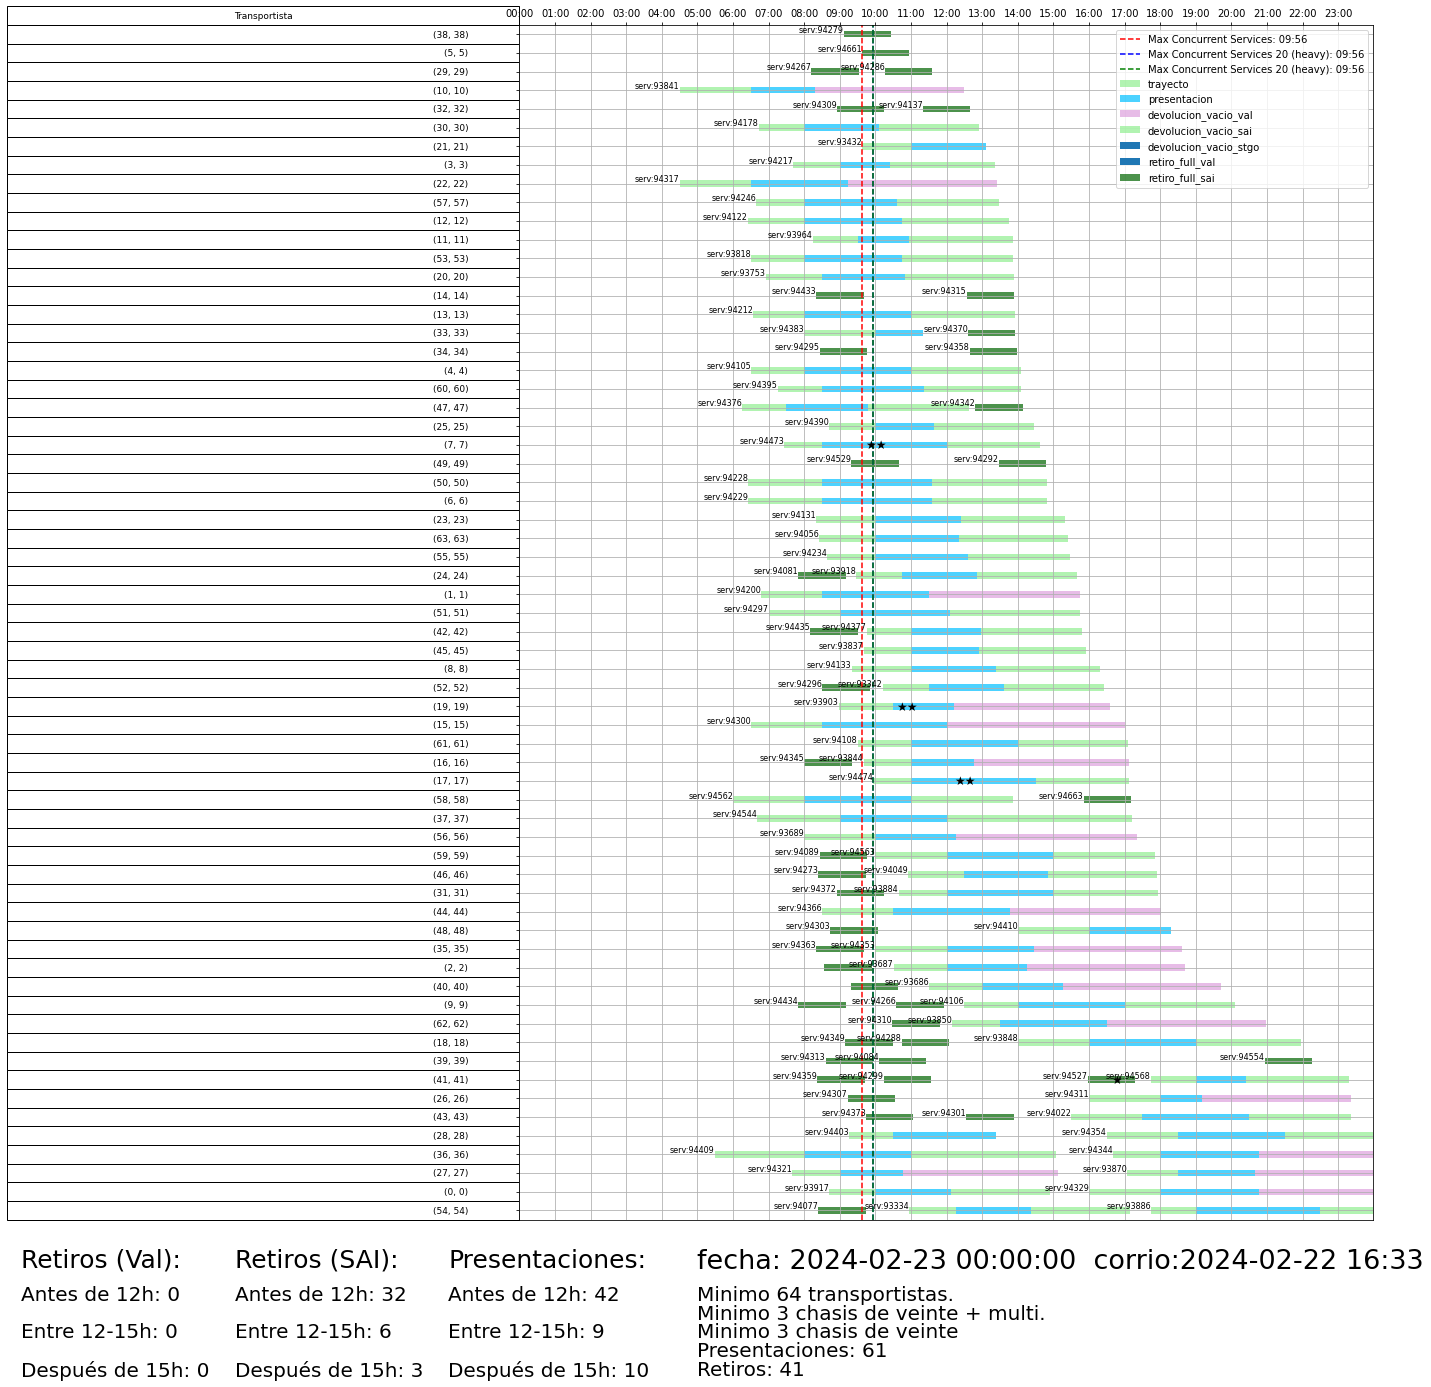 Transportista 00:00 01:00 02:00 03:00 04:00 05:00 06:00 07:00 08:00 09:00 10:00 11:00 12:00 13:00 14:00 15:00 16:00 17:00 18:00 19:00 20:00 21:00 22:00 23:00
(38, 38) serv:94279
(5, 5) serv:94661
(29, 29) serv:94267 serv:94286
(10, 10) serv:93841
(32, 32) serv:94309 serv:94137
(30, 30) serv:94178
(21, 21) serv:93432
(3, 3) serv:94217
(22, 22) serv:94317
(57, 57) serv:94246
(12, 12) serv:94122
(11, 11) serv:93964
(53, 53) serv:93818
(20, 20) serv:93753
(14, 14) serv:94433 serv:94315
(13, 13) serv:94212
(33, 33) serv:94383 serv:94370
(34, 34) serv:94295 serv:94358
(4, 4) serv:94105
(60, 60) serv:94395
(47, 47) serv:94376 serv:94342
(25, 25) serv:94390
(7, 7) serv:94473
(49, 49) serv:94529 serv:94292
(50, 50) serv:94228
(6, 6) serv:94229
(23, 23) serv:94131
(63, 63) serv:94056
(55, 55) serv:94234
(24, 24) serv:94081 serv:93918
(1, 1) serv:94200
(51, 51) serv:94297
(42, 42) serv:94435 serv:94377
(45, 45) serv:93837
(8, 8) serv:94133
(52, 52) serv:94296 serv:93342
(19, 19) serv:93903
(15, 15) serv:94300
(61, 61) serv:94108
(16, 16) serv:94345 serv:93844
(17, 17) serv:94474
(58, 58) serv:94562 serv:94663
(37, 37) serv:94544
(56, 56) serv:93689
(59, 59) serv:94089 serv:94563
(46, 46) serv:94273 serv:94049
(31, 31) serv:94372 serv:93884
(44, 44) serv:94366
(48, 48) serv:94303 serv:94410
(35, 35) serv:94363 serv:94353
(2, 2) serv:93687
(40, 40) serv:93686
(9, 9) serv:94434 serv:94266 serv:94106
(62, 62) serv:94310 serv:93850
(18, 18) serv:94349 serv:94288 serv:93848
(39, 39) serv:94313 serv:94084 serv:94554
(41, 41) serv:94359 serv:94299 serv:94527 serv:94568
(26, 26) serv:94307 serv:94311
(43, 43) serv:94373 serv:94301 serv:94022
(28, 28) serv:94403 serv:94354
(36, 36) serv:94409 serv:94344
(27, 27) serv:94321 serv:93870
(0, 0) serv:93917 serv:94329
(54, 54) serv:94077 serv:93334 serv:93886
Max Concurrent Services: 09:56
Max Concurrent Services 20 (heavy): 09:56
Max Concurrent Services 20 (heavy): 09:56
trayecto
presentacion
devolucion_vacio_val
devolucion_vacio_sai
devolucion_vacio_stgo
retiro_full_val
retiro_full_sai
Retiros (Val):
Antes de 12h: 0
Entre 12-15h: 0
Después de 15h: 0
Retiros (SAI):
Antes de 12h: 32
Entre 12-15h: 6
Después de 15h: 3
Presentaciones:
Antes de 12h: 42
Entre 12-15h: 9
Después de 15h: 10
fecha: 2024-02-23 00:00:00 corrio:2024-02-22 16:33
Minimo 64 transportistas.
Minimo 3 chasis de veinte + multi.
Minimo 3 chasis de veinte
Presentaciones: 61
Retiros: 41